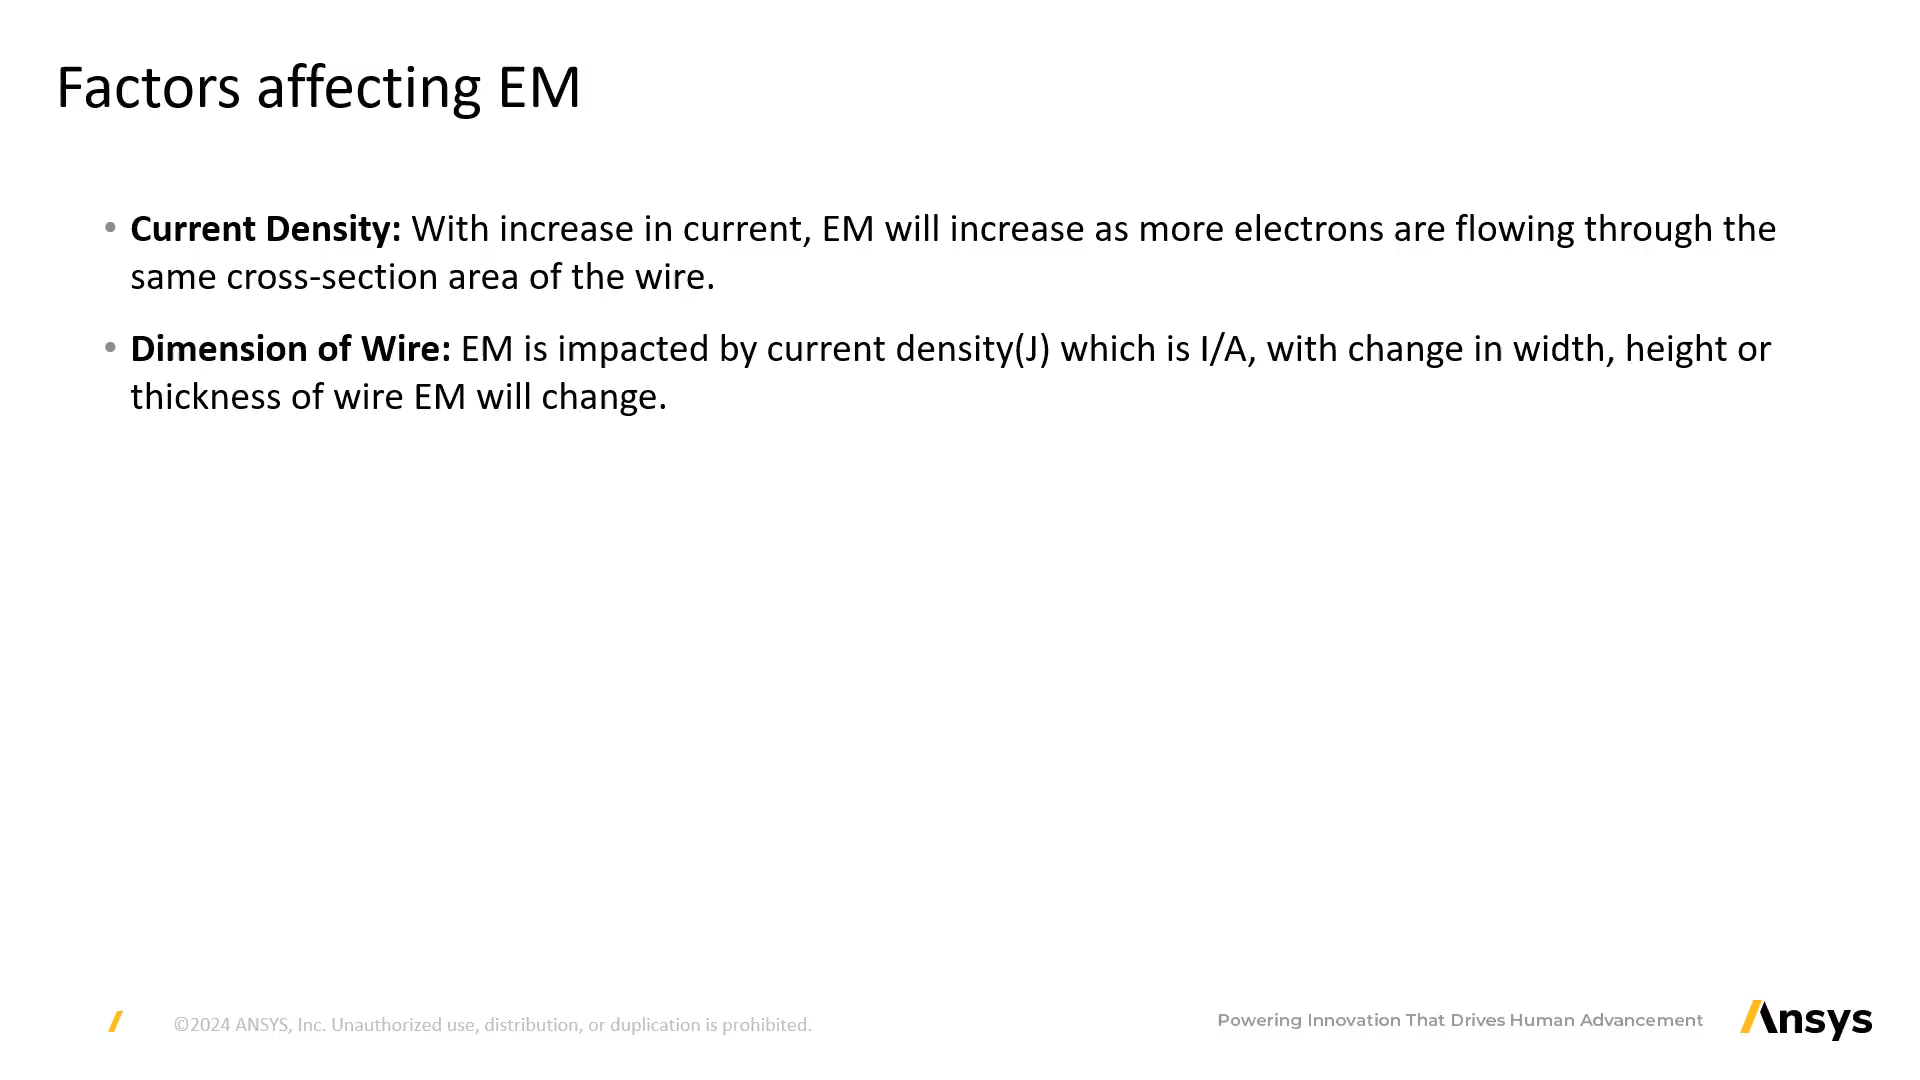 Factors affecting EM
• Current Density: With increase in current, EM will increase as more electrons are flowing through the
same cross-section area of the wire.
• Dimension of Wire: EM is impacted by current density(J) which is I/A, with change in width, height or
thickness of wire EM will change.
©2024 ANSYS, Inc. Unauthorized use, distribution, or duplication is prohibited.
Powering Innovation That Drives Human Advancement
Ansys